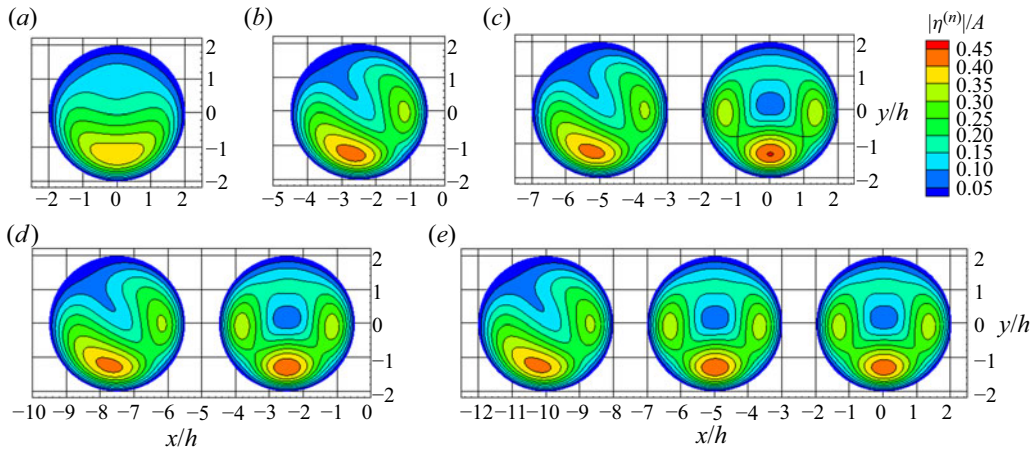 (a) (b) (c) |η⁽ⁿ⁾|/A
2 1 0 −1 −2
−2 −1 0 1 2
2 1 0 −1 −2
−5 −4 −3 −2 −1 0
2 1 0 y/h −1 −2
−7 −6 −5 −4 −3 −2 −1 0 1 2
0.45
0.40
0.35
0.30
0.25
0.20
0.15
0.10
0.05
(d) (e)
2 1 0 −1 −2
−10 −9 −8 −7 −6 −5 −4 −3 −2 −1 0
x/h
2 1 0 y/h −1 −2
−12 −11 −10 −9 −8 −7 −6 −5 −4 −3 −2 −1 0 1 2
x/h